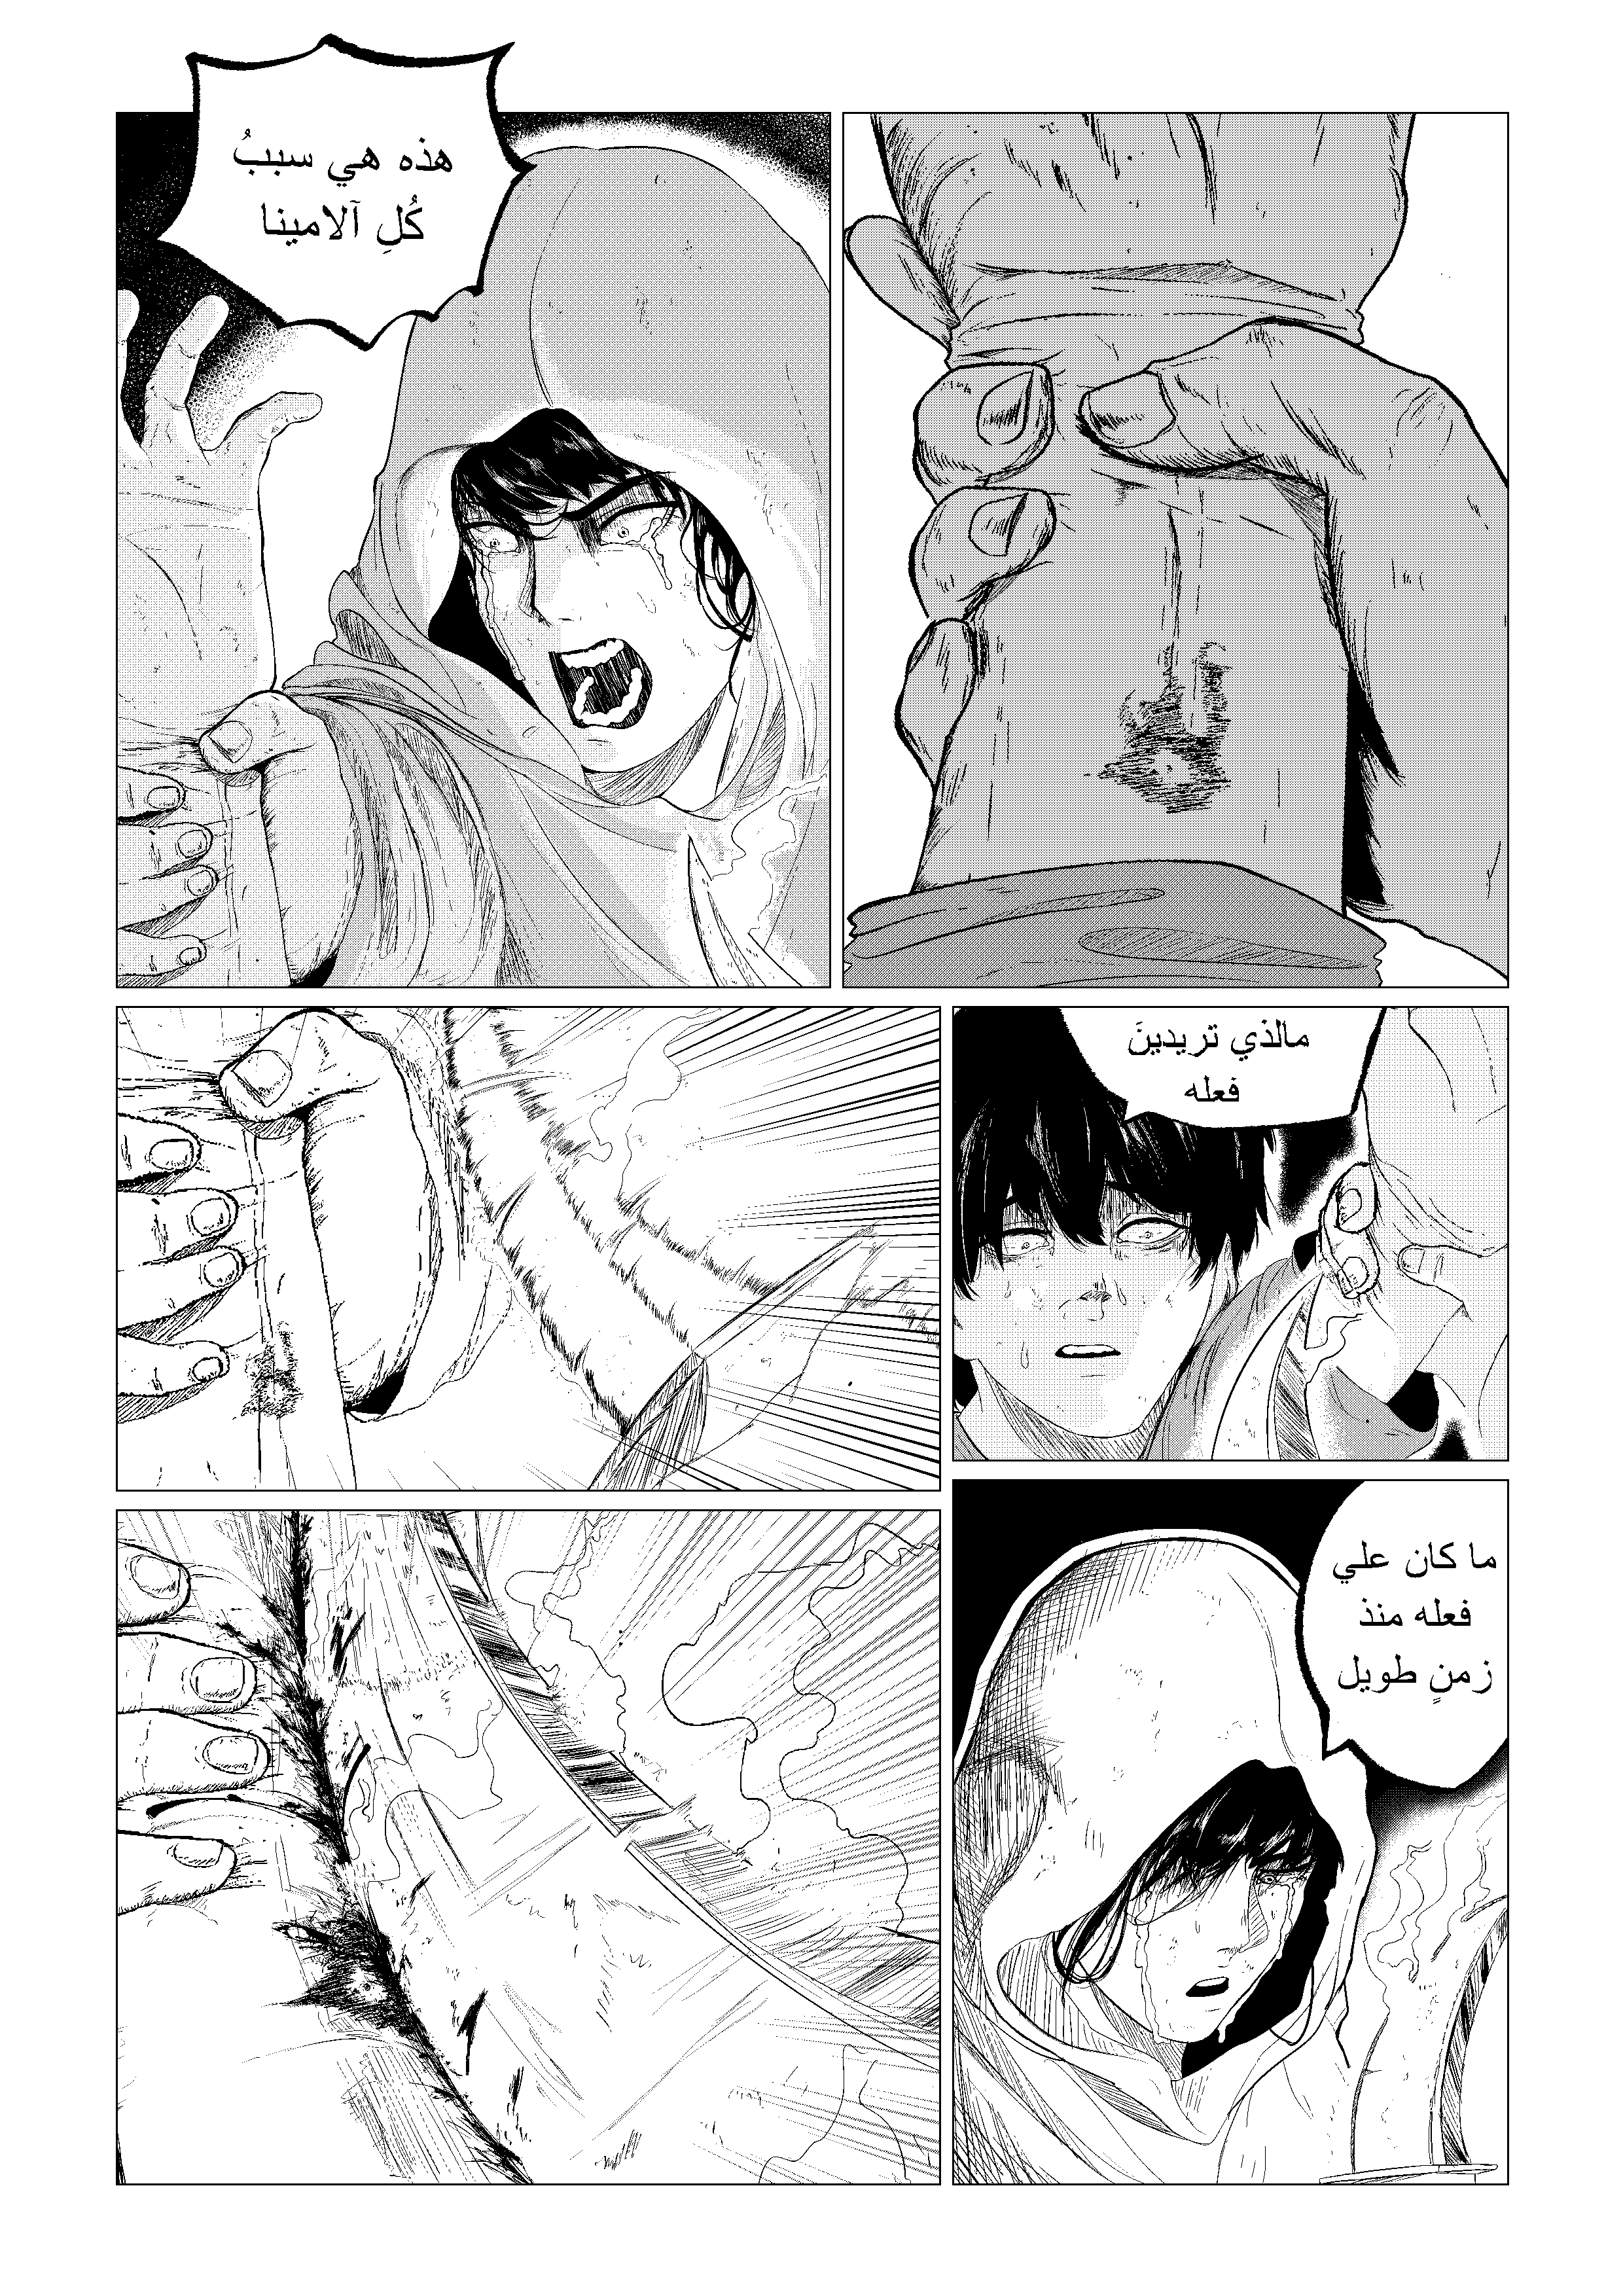 هذه هي سببُ
كُلِ آلامينا
مالذي تريدينَ
فعله
ما كان علي
فعله منذ
زمنٍ طويل